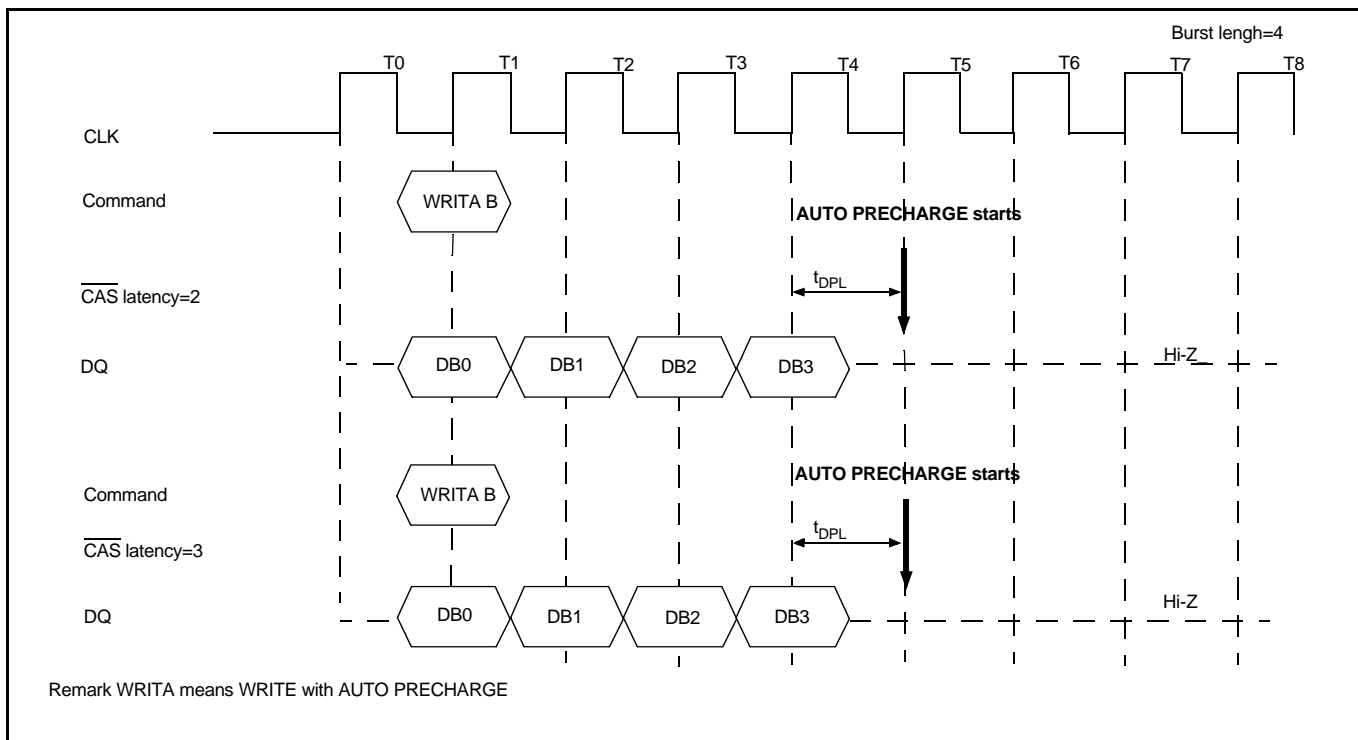 Burst lengh=4
T0 T1 T2 T3 T4 T5 T6 T7 T8
CLK
Command
WRITA B
AUTO PRECHARGE starts
CAS latency=2
tDPL
DQ
DB0 DB1 DB2 DB3
Hi-Z
Command
WRITA B
AUTO PRECHARGE starts
CAS latency=3
tDPL
DQ
DB0 DB1 DB2 DB3
Hi-Z
Remark WRITA means WRITE with AUTO PRECHARGE